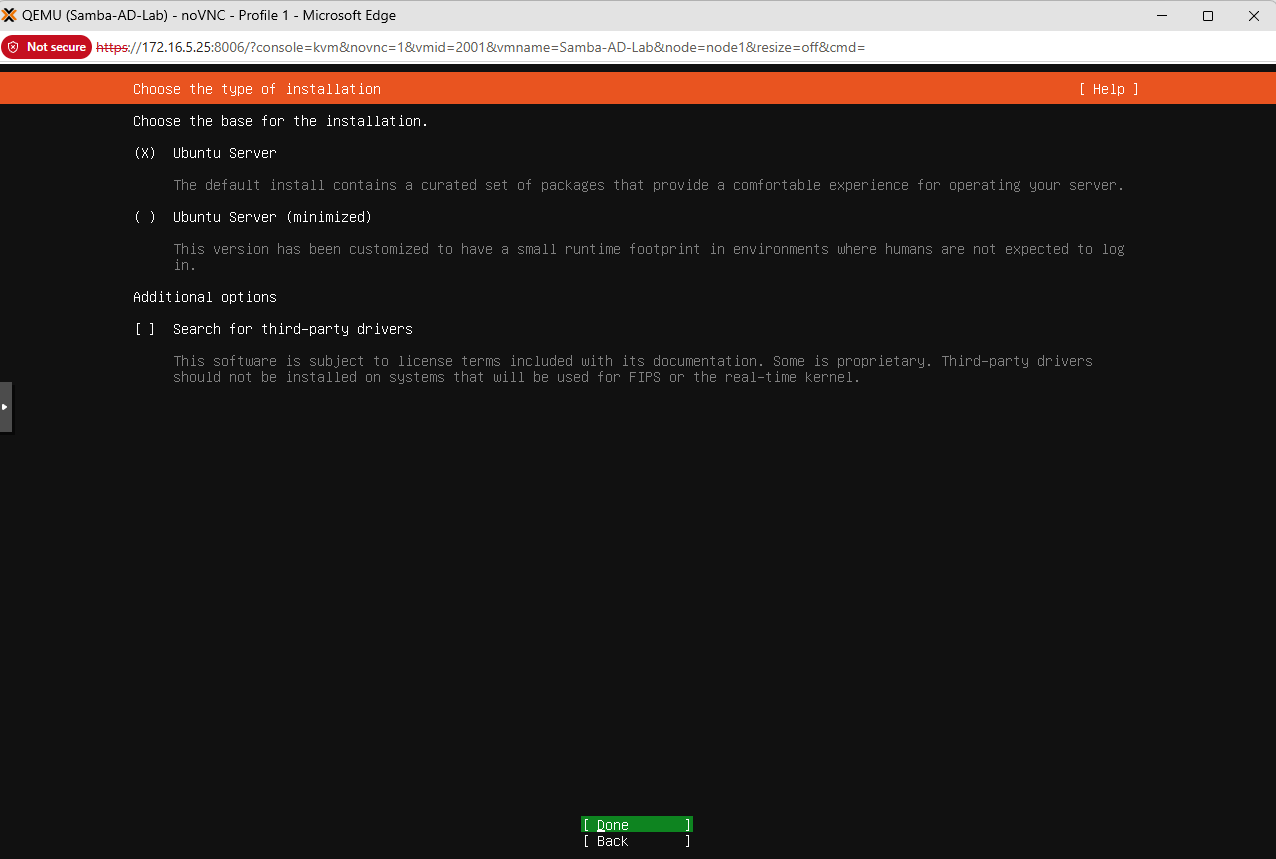 QEMU (Samba-AD-Lab) - noVNC - Profile 1 - Microsoft Edge
Not secure https://172.16.5.25:8006/?console=kvm&novnc=1&vmid=2001&vmname=Samba-AD-Lab&node=node1&resize=off&cmd=
Choose the type of installation [ Help ]
Choose the base for the installation.
(X) Ubuntu Server
The default install contains a curated set of packages that provide a comfortable experience for operating your server.
( ) Ubuntu Server (minimized)
This version has been customized to have a small runtime footprint in environments where humans are not expected to log
in.
Additional options
[ ] Search for third-party drivers
This software is subject to license terms included with its documentation. Some is proprietary. Third-party drivers
should not be installed on systems that will be used for FIPS or the real-time kernel.
[ Done ]
[ Back ]